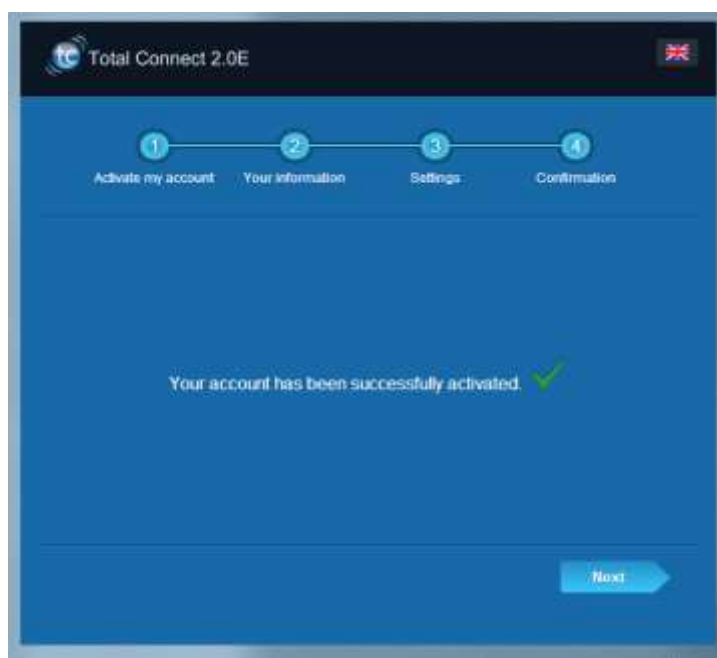 tc Total Connect 2.0E
1 2 3 4
Activate my account Your information Settings Confirmation
Your account has been successfully activated.
Next